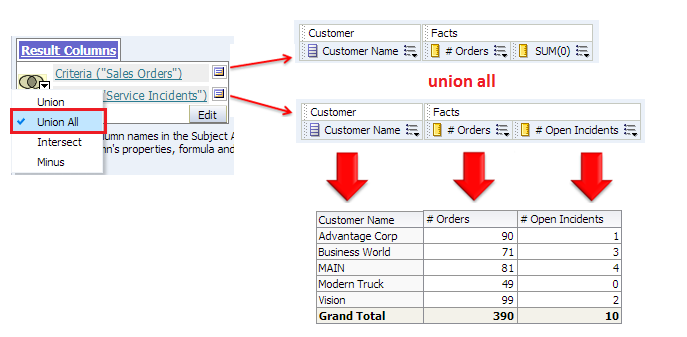 Result Columns
Criteria ("Sales Orders")
"Service Incidents")
Union
Union All
Intersect
Minus
Edit
umn names in the Subject A
nn's properties, formula and
Customer Facts
Customer Name # Orders SUM(0)
union all
Customer Facts
Customer Name # Orders # Open Incidents
Customer Name # Orders # Open Incidents
Advantage Corp 90 1
Business World 71 3
MAIN 81 4
Modern Truck 49 0
Vision 99 2
Grand Total 390 10